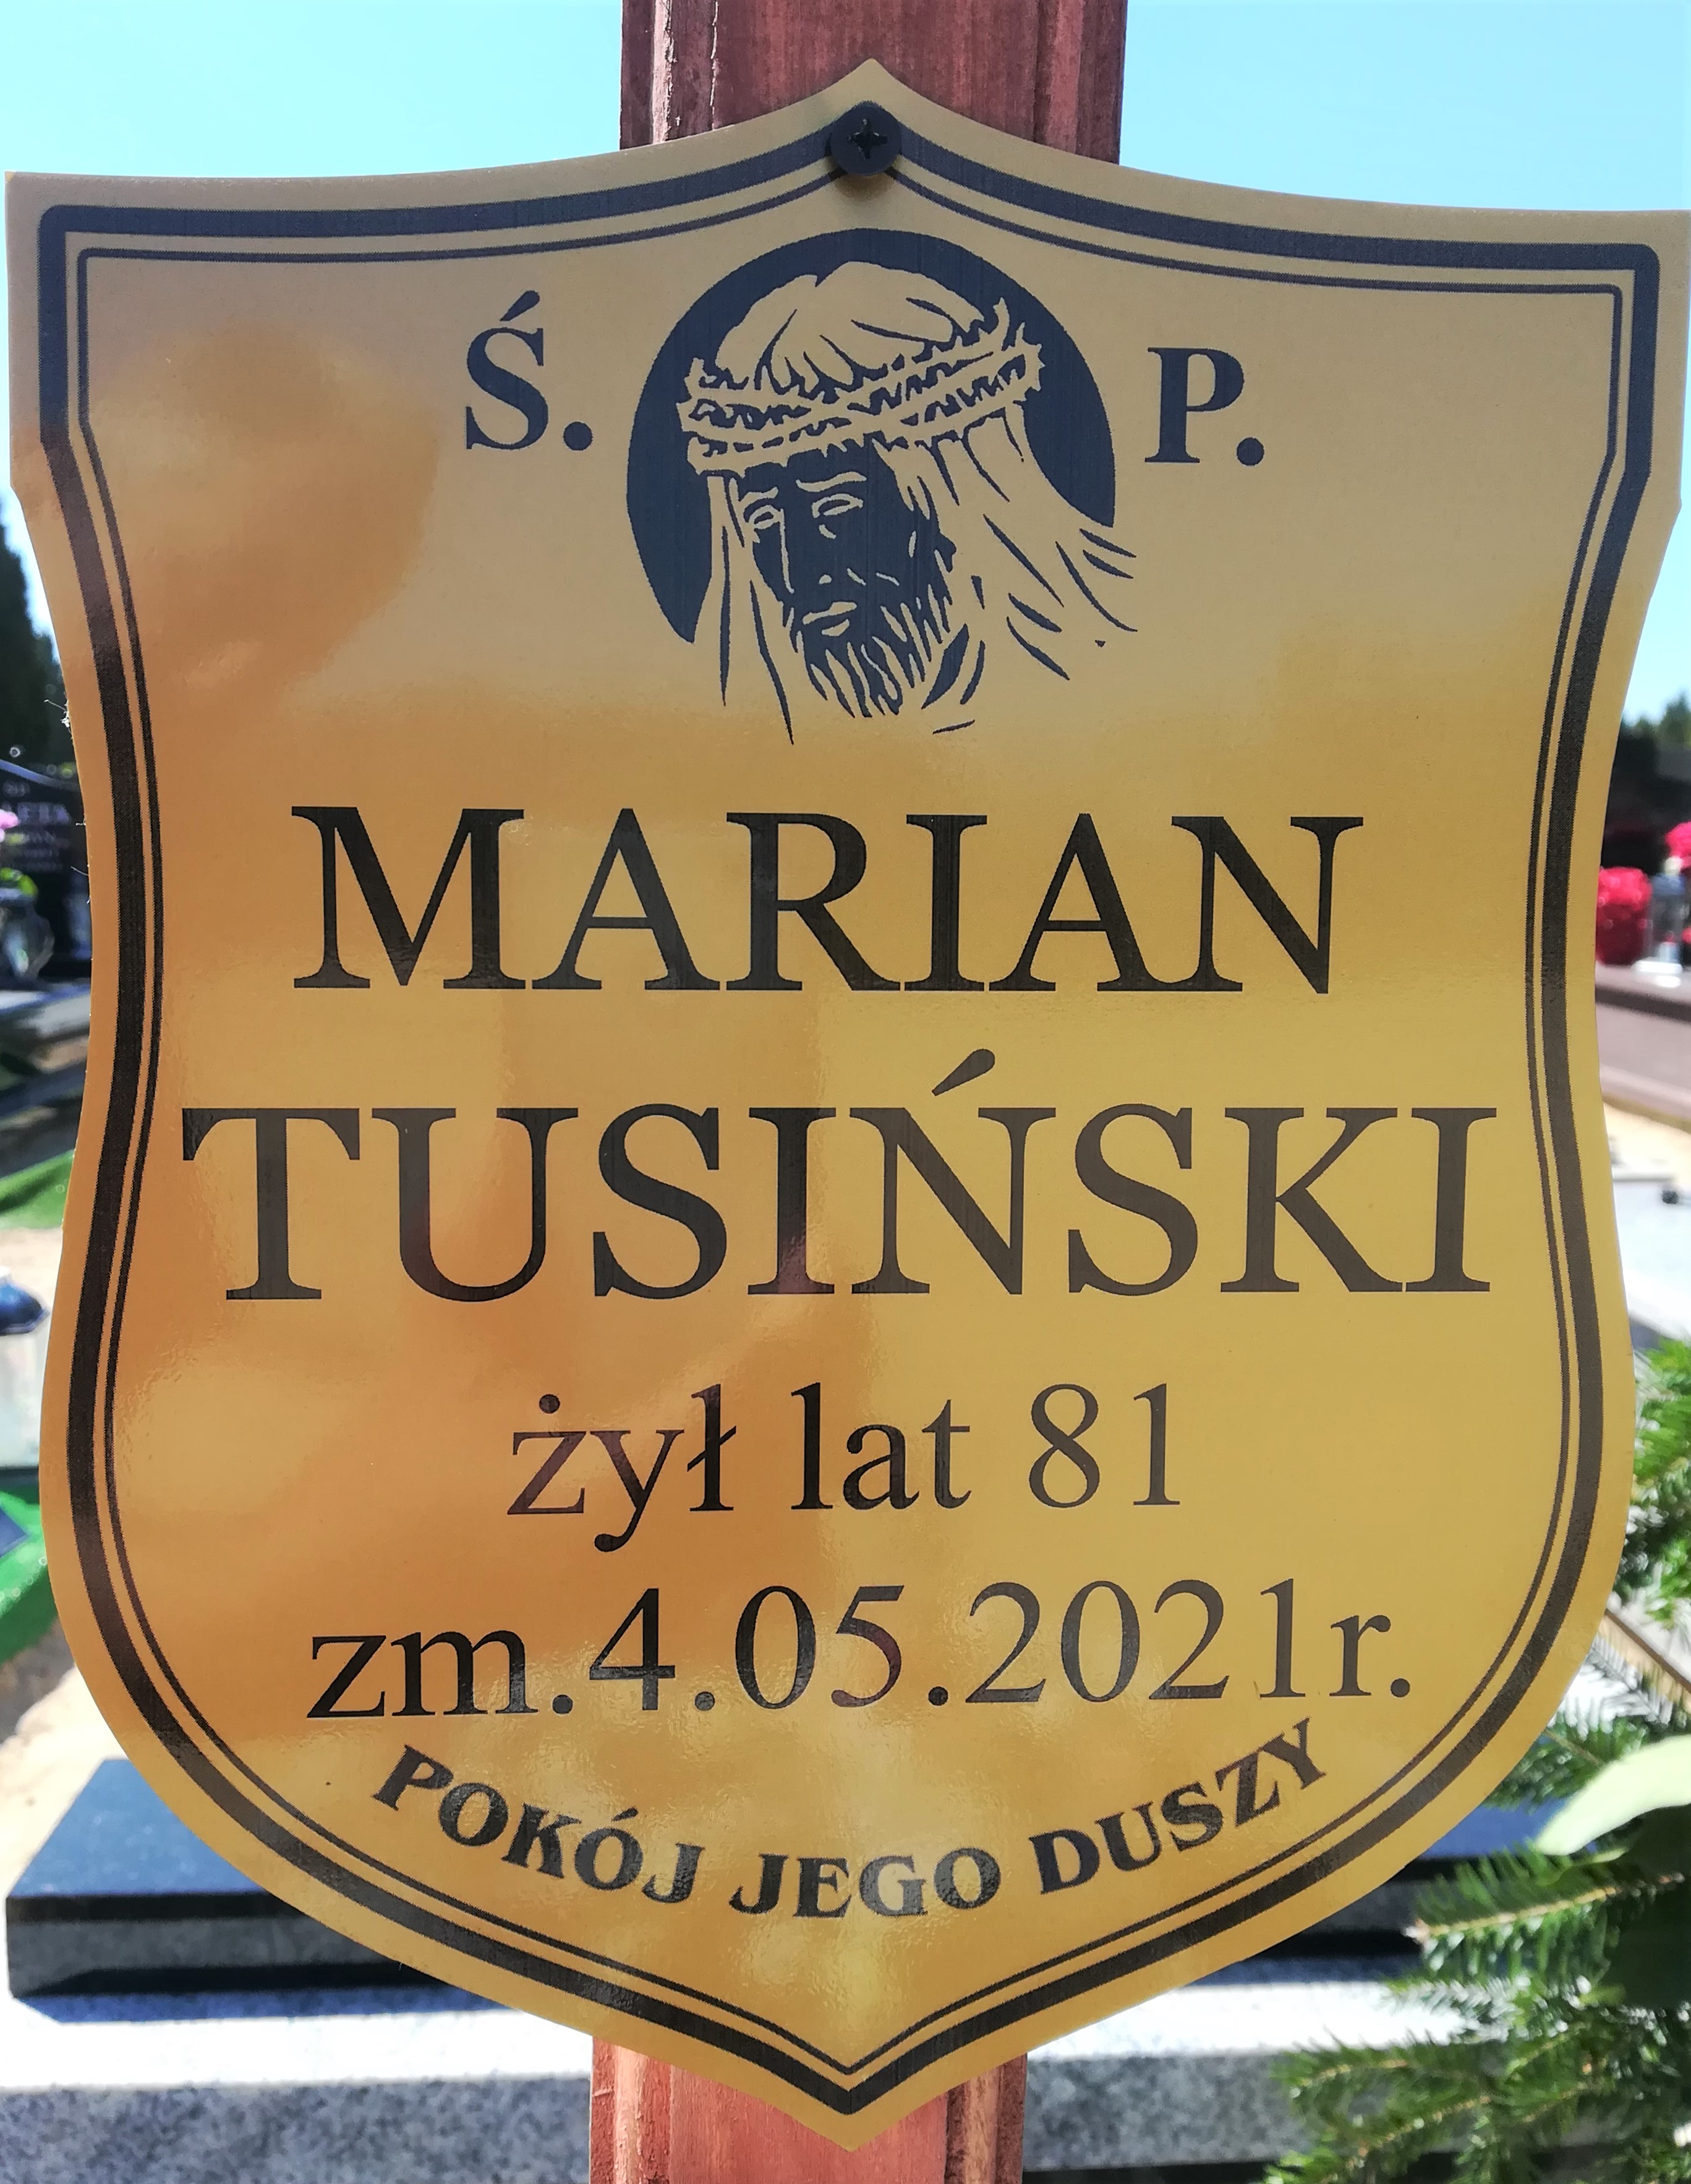 Ś. P.
MARIAN
TUSIŃSKI
żył lat 81
zm.4.05.2021r.
POKÓJ JEGO DUSZY